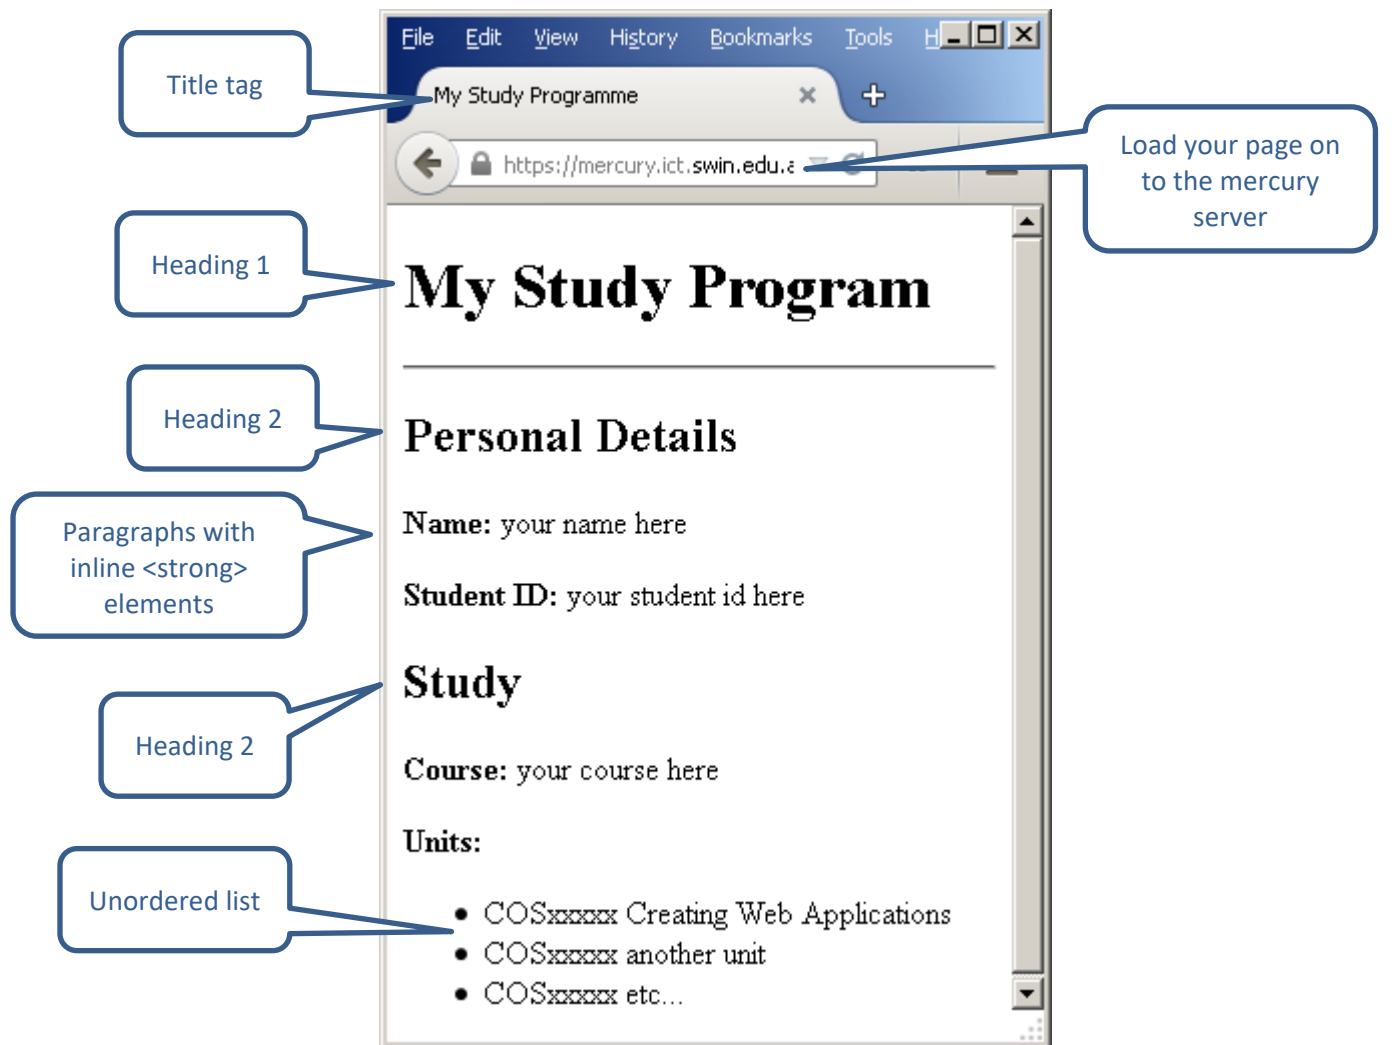 File Edit View History Bookmarks Tools H
Title tag
My Study Programme
https://mercury.ict.swin.edu.a
Load your page on
to the mercury
server
Heading 1
My Study Program
Heading 2
Personal Details
Paragraphs with
inline <strong>
elements
Name: your name here
Student ID: your student id here
Study
Heading 2
Course: your course here
Units:
Unordered list
• COSxxxxx Creating Web Applications
• COSxxxxx another unit
• COSxxxxx etc...